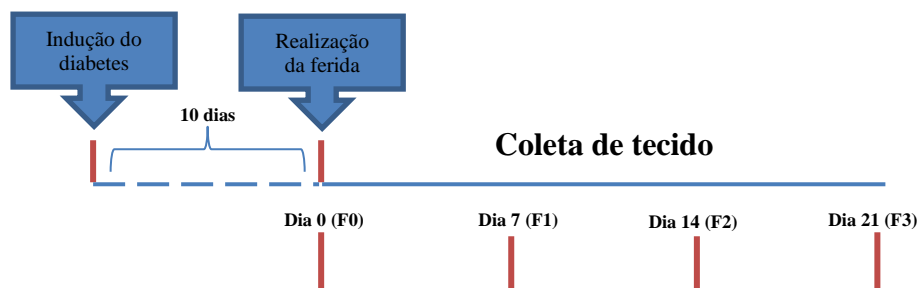 Indução do
diabetes
Realização
da ferida
10 dias
Coleta de tecido
Dia 0 (F0)
Dia 7 (F1)
Dia 14 (F2)
Dia 21 (F3)